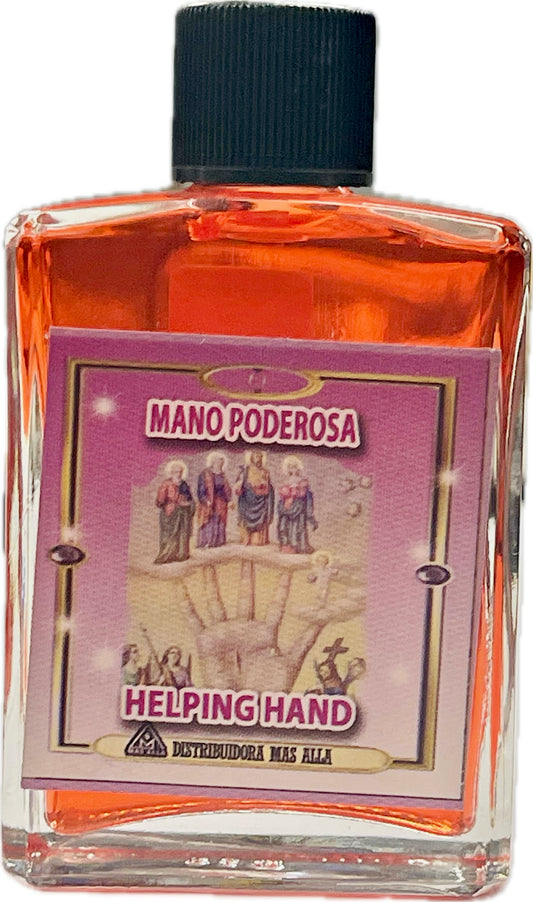 MANO PODEROSA
HELPING HAND
DISTRIBUIDORA MAS ALLA